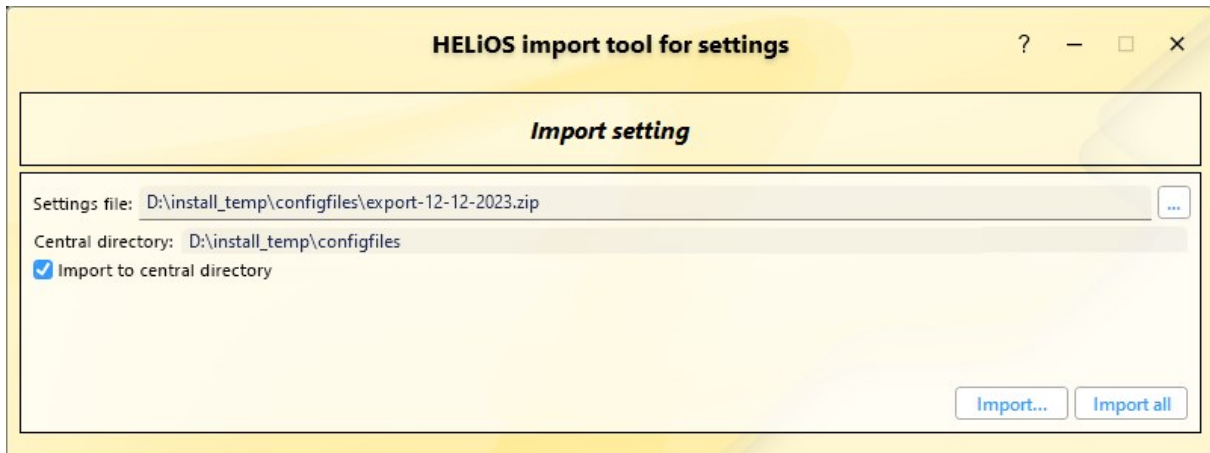 HELiOS import tool for settings
?
Import setting
Settings file: D:\install_temp\configfiles\export-12-12-2023.zip
...
Central directory: D:\install_temp\configfiles
Import to central directory
Import... Import all